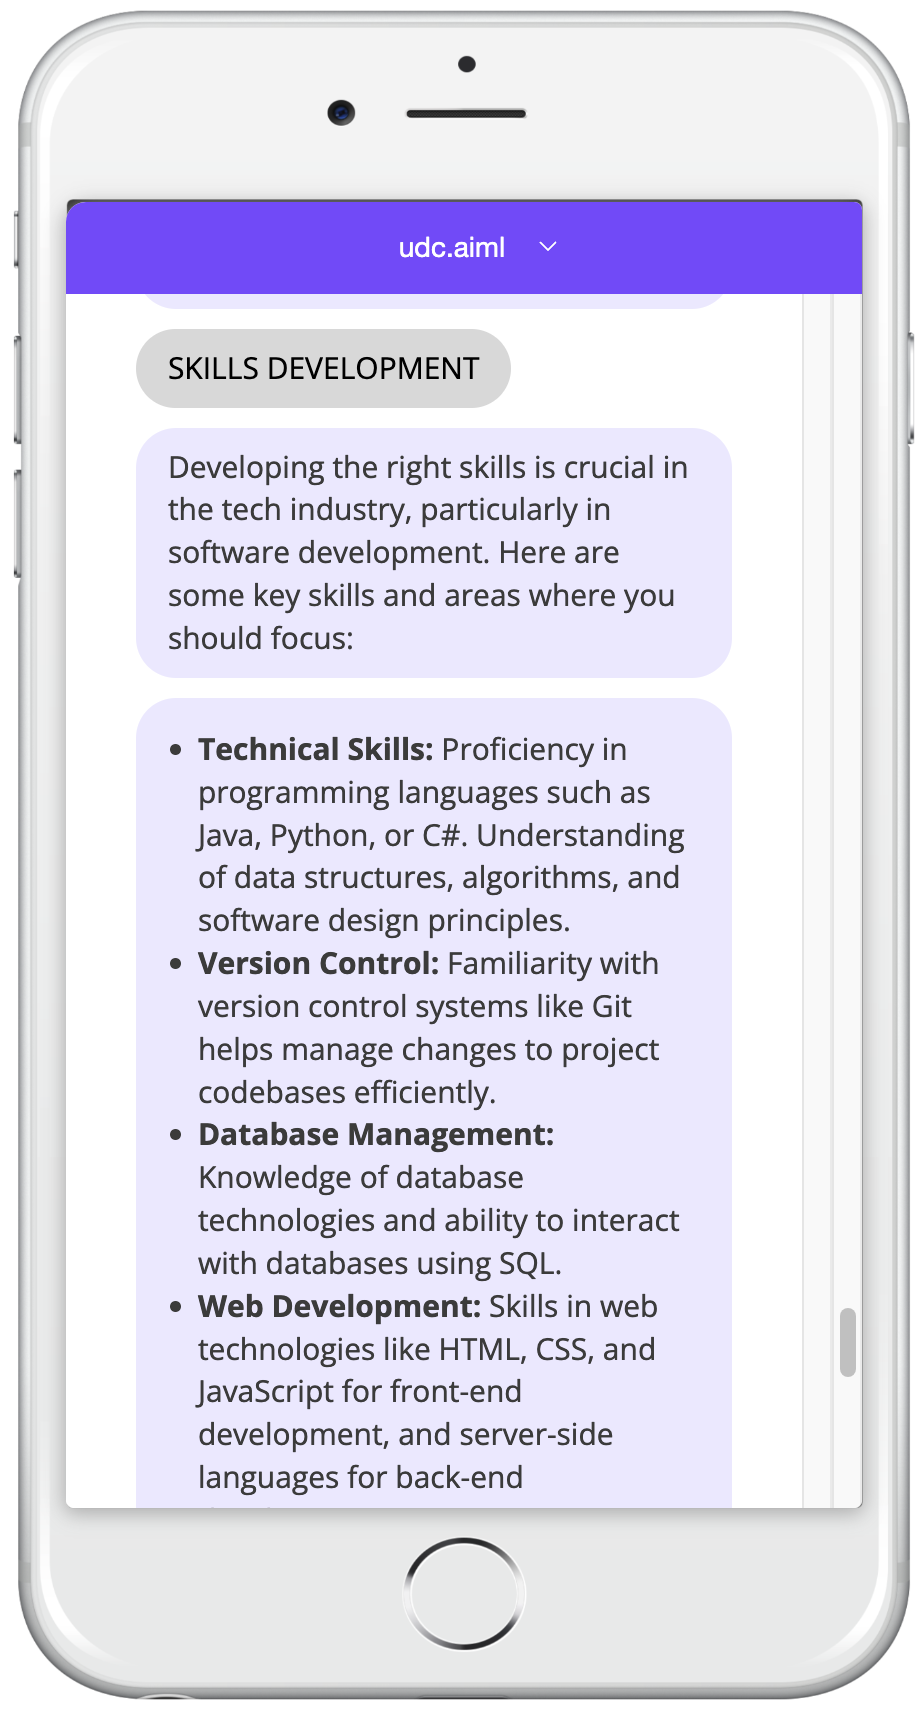 udc.aiml
SKILLS DEVELOPMENT
Developing the right skills is crucial in
the tech industry, particularly in
software development. Here are
some key skills and areas where you
should focus:
• Technical Skills: Proficiency in
programming languages such as
Java, Python, or C#. Understanding
of data structures, algorithms, and
software design principles.
• Version Control: Familiarity with
version control systems like Git
helps manage changes to project
codebases efficiently.
• Database Management:
Knowledge of database
technologies and ability to interact
with databases using SQL.
• Web Development: Skills in web
technologies like HTML, CSS, and
JavaScript for front-end
development, and server-side
languages for back-end